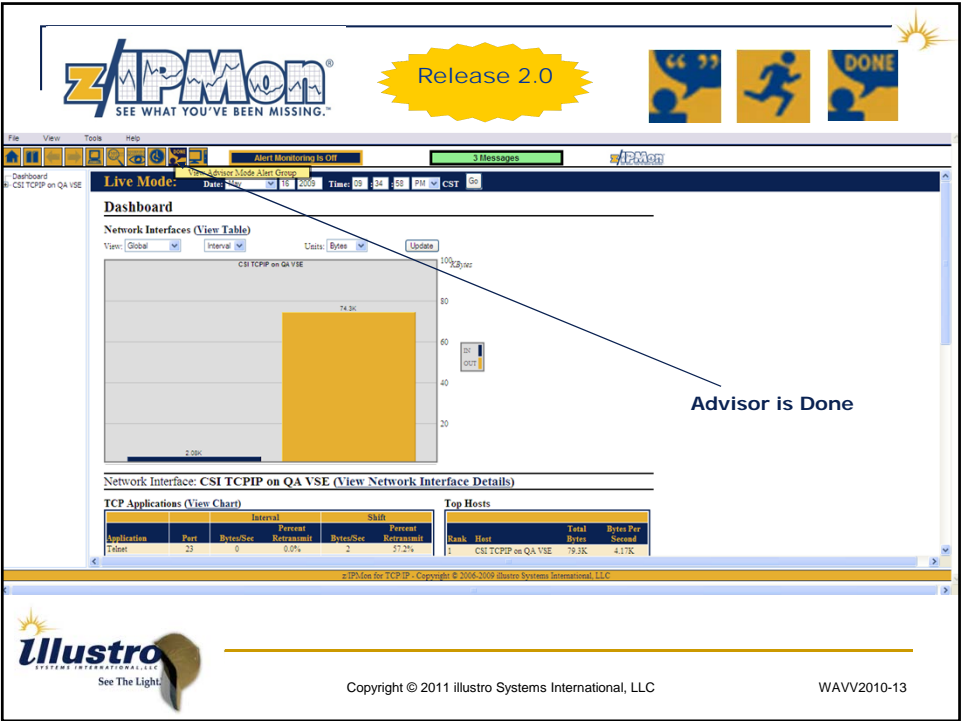 z/IPMon®
SEE WHAT YOU'VE BEEN MISSING.™
Release 2.0
DONE
File View Tools Help
Alert Monitoring Is Off
3 Messages
z/IPMon
View Advisor Mode Alert Group
Dashboard
CSI TCPIP on QA VSE
Live Mode: Date: May 16 2009 Time: 09 :34 :58 PM CST Go
Dashboard
Network Interfaces (View Table)
View: Global Interval Units: Bytes Update
CSI TCPIP on QA VSE
100 KBytes
80
60
40
20
74.3K
2.08K
IN
OUT
Advisor is Done
Network Interface: CSI TCPIP on QA VSE (View Network Interface Details)
TCP Applications (View Chart)
Interval Shift
Application Port Bytes/Sec Percent Retransmit Bytes/Sec Percent Retransmit
Telnet 23 0 0.0% 2 57.2%
Top Hosts
Rank Host Total Bytes Bytes Per Second
1 CSI TCPIP on QA VSE 79.3K 4.17K
z/IPMon for TCP/IP - Copyright © 2006-2009 illustro Systems International, LLC
illustro
SYSTEMS INTERNATIONAL, LLC
See The Light.
Copyright © 2011 illustro Systems International, LLC
WAVV2010-13